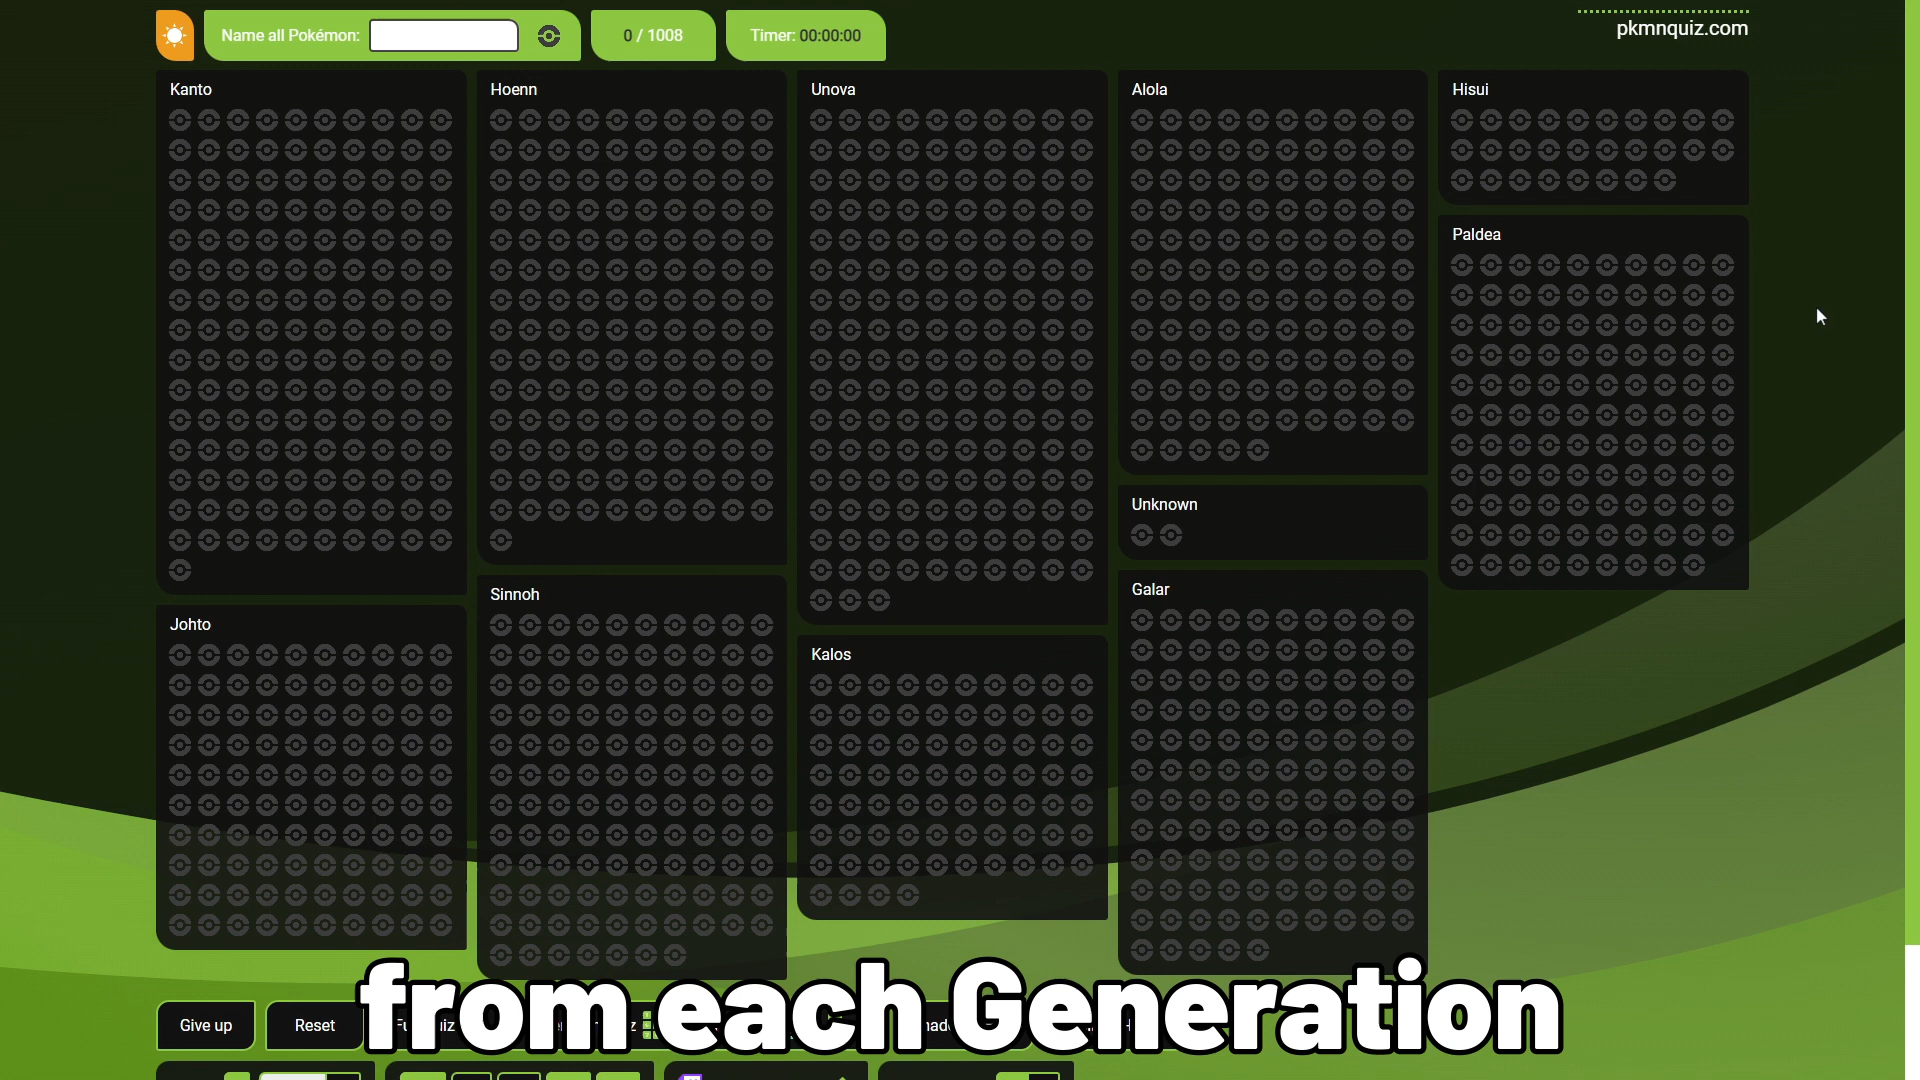 Name all Pokémon:
0 / 1008
Timer: 00:00:00
pkmnquiz.com
Kanto
Hoenn
Unova
Alola
Hisui
Paldea
Unknown
Galar
Sinnoh
Johto
Kalos
Give up
Reset
from each Generation